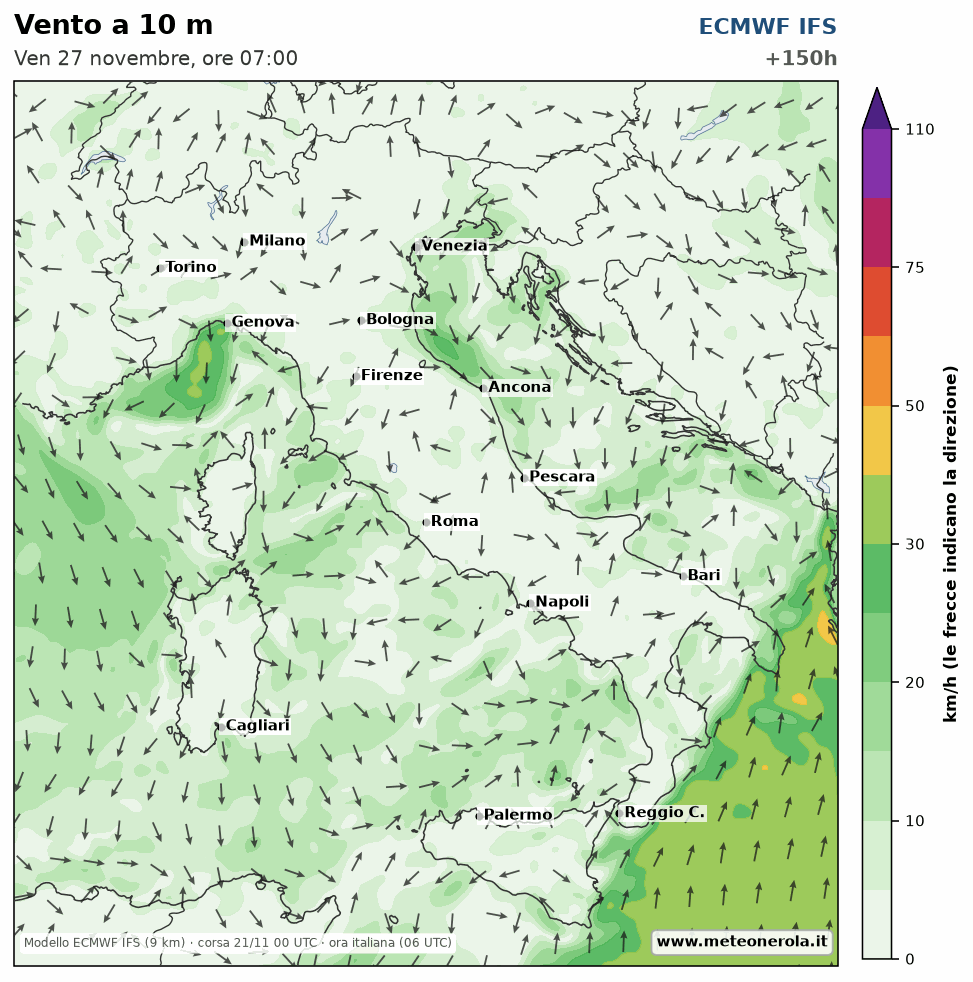 Vento a 10 m
ECMWF IFS
Ven 27 novembre, ore 07:00
+150h
Milano
Venezia
Torino
Genova
Bologna
Firenze
Ancona
Pescara
Roma
Bari
Napoli
Cagliari
Palermo
Reggio C.
110
75
50
30
20
10
0
km/h (le frecce indicano la direzione)
Modello ECMWF IFS (9 km) · corsa 21/11 00 UTC · ora italiana (06 UTC)
www.meteonerola.it